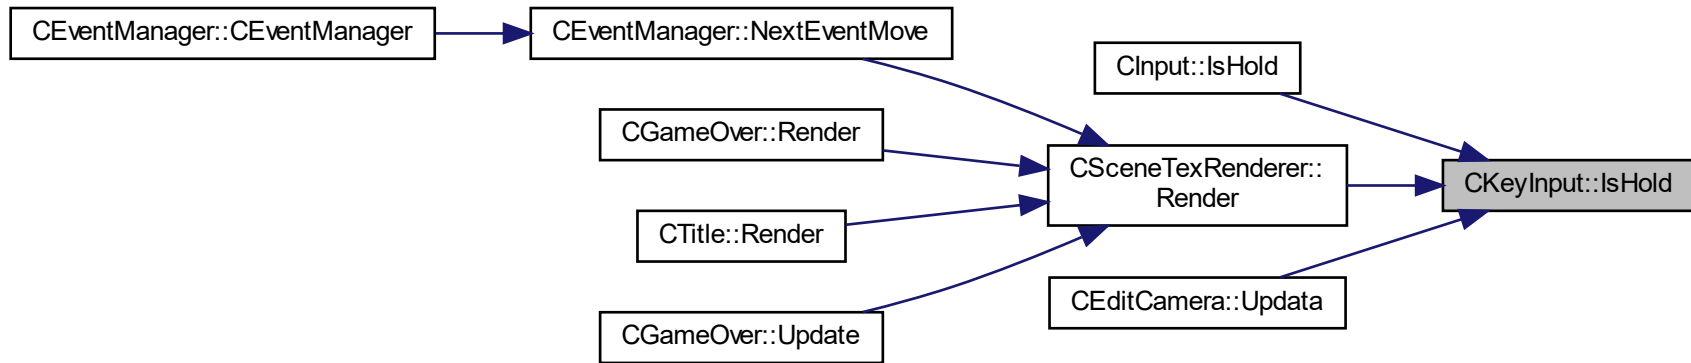 CEventManager::CEventManager
CEventManager::NextEventMove
CInput::IsHold
CGameOver::Render
CSceneTexRenderer::
Render
CKeyInput::IsHold
CTitle::Render
CEditCamera::Updata
CGameOver::Update